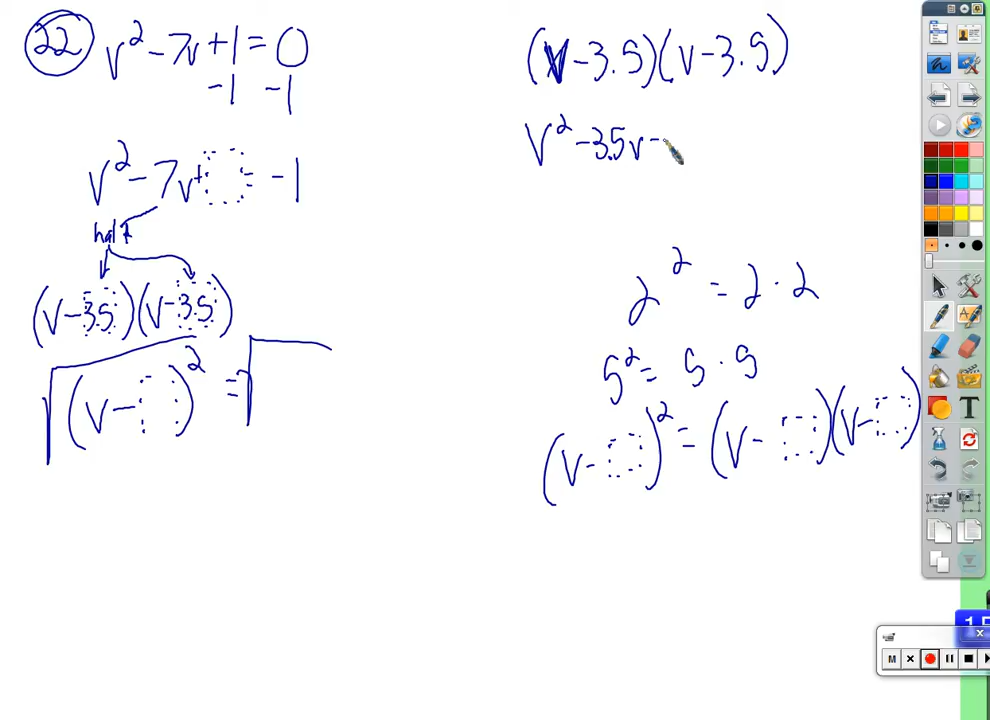 22 v² - 7v + 1 = 0
-1 -1
v² - 7v + = -1
half
(v - 3.5)(v - 3.5)
√(v - )² = √
(v - 3.5)(v - 3.5)
v² - 3.5v -
2² = 2 · 2
5² = 5 · 5
(v - )² = (v - )(v - )
T
M